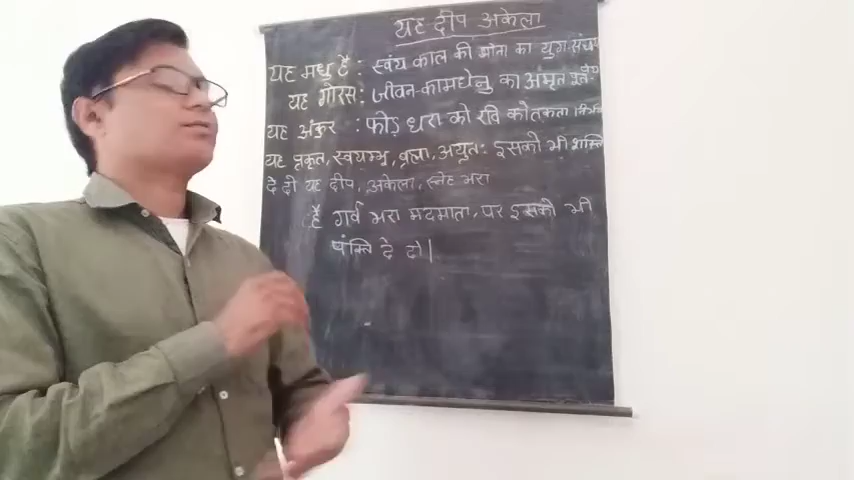 यह दीप अकेला
यह मधु है : स्वंय काल की मोना का युग-संचय
यह गोरस : जीवन-कामधेनु का अमृत पूत पय
यह अंकुर : फोड़ धरा को रवि को तकता निर्भय
यह प्रकृत, स्वयम्भू, ब्रह्म, अयुतः इसको भी शक्ति
दे दो यह दीप, अकेला, स्नेह भरा
है गर्व भरा मदमाता, पर इसको भी
पंक्ति दे दो|